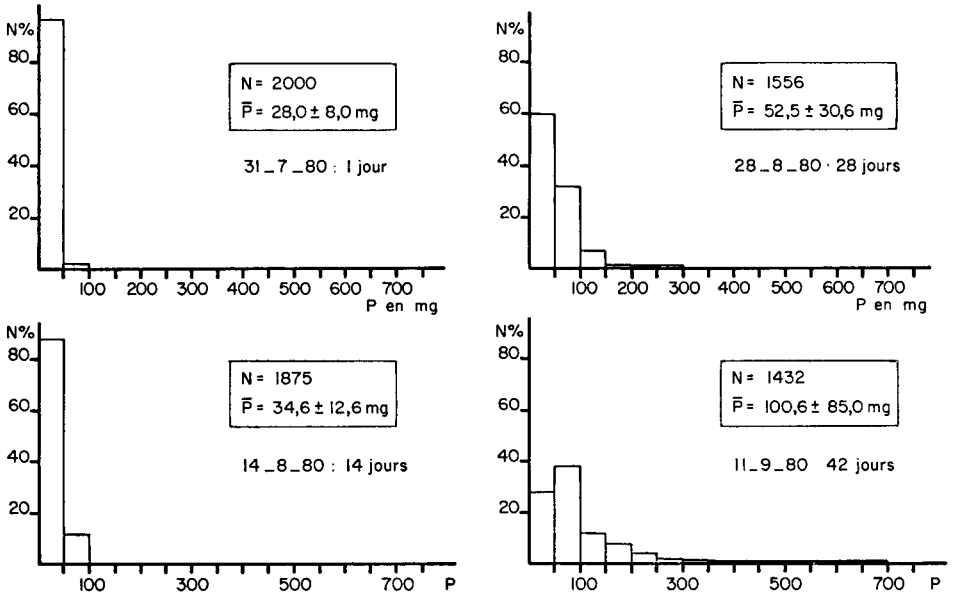 N%
80
60
40
20
N = 2000
P̅ = 28,0 ± 8,0 mg
31_7_80 : 1 jour
100 200 300 400 500 600 700
P en mg
N%
80
60
40
20
N = 1556
P̅ = 52,5 ± 30,6 mg
28_8_80 · 28 jours
100 200 300 400 500 600 700
P en mg
N%
80
60
40
20
N = 1875
P̅ = 34,6 ± 12,6 mg
14_8_80 : 14 jours
100 300 500 700 P
N%
80
60
40
20
N = 1432
P̅ = 100,6 ± 85,0 mg
11_9_80 42 jours
100 300 500 700 P